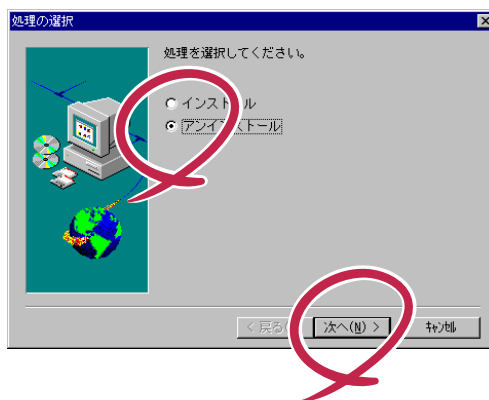 処理の選択
処理を選択してください。
インストール
アンインストール
< 戻る
次へ(N) >
キャンセル